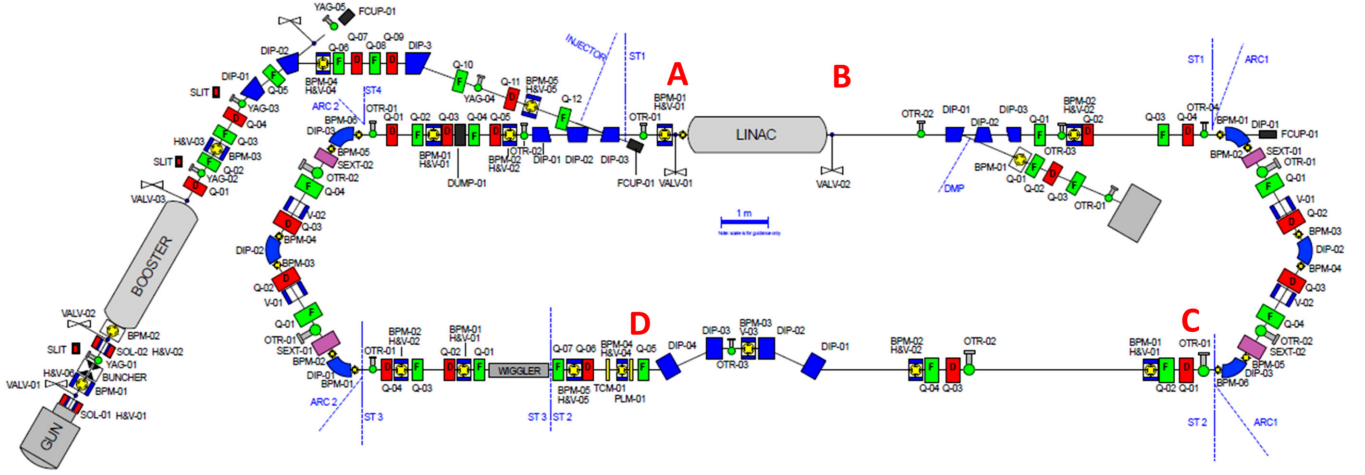 YAG-05
FCUP-01
Q-07
Q-09
Q-06
Q-08
DIP-02
DIP-3
DIP-01
F
D
F
D
Q-10
INJECTOR
ST1
A
B
ST1
ARC1
F
Q-05
BPM-04
H&V-04
F
Q-11
BPM-05
H&V-05
SLIT
YAG-03
ST4
ARC 2
YAG-04
D
Q-12
BPM-01
H&V-01
DIP-01
DIP-03
BPM-02
H&V-02
OTR-04
D
Q-04
BPM-06
OTR-01
Q-01
Q-02
Q-03
Q-04
Q-05
F
OTR-01
OTR-02
DIP-02
Q-01
Q-03
Q-04
BPM-01
H&V-03
F
Q-03
DIP-03
D
F
D
F
D
LINAC
F
D
F
D
DIP-01
FCUP-01
BPM-03
BPM-05
OTR-02
OTR-03
BPM-02
SLIT
F
Q-02
SEXT-02
BPM-01
H&V-01
BPM-02
H&V-02
DIP-01
DIP-02
DIP-03
BPM-01
F
SEXT-01
YAG-02
OTR-02
DUMP-01
FCUP-01
VALV-01
VALV-02
DMP
Q-01
D
OTR-01
D
Q-01
Q-04
Q-02
F
Q-01
VALV-03
F
Q-03
OTR-01
F
V-01
V-02
1 m
Q-02
D
Q-03
Note: scale is for guidance only
D
BPM-04
BPM-03
DIP-02
DIP-02
BOOSTER
BPM-03
BPM-04
D
D
Q-02
Q-03
V-01
V-02
VALV-02
F
D
C
F
Q-01
BPM-01
H&V-01
BPM-03
V-03
Q-04
BPM-02
OTR-01
BPM-02
H&V-02
Q-07
Q-06
BPM-04
H&V-04
Q-05
DIP-03
DIP-02
BPM-02
H&V-02
OTR-02
BPM-01
H&V-01
OTR-01
OTR-01
SLIT
SOL-02
H&V-02
SEXT-01
Q-02
Q-01
DIP-04
DIP-01
SEXT-02
YAG-01
BPM-02
D
F
D
F
WIGGLER
F
D
F
OTR-03
F
D
F
D
BPM-05
H&V-06
BUNCHER
DIP-01
DIP-03
VALV-01
BPM-01
BPM-01
Q-04
Q-03
BPM-05
H&V-05
TCM-01
PLM-01
Q-04
Q-03
Q-02
Q-01
BPM-06
ARC 2
SOL-01
H&V-01
ST 3
ST 3
ST 2
ST 2
ARC1
GUN